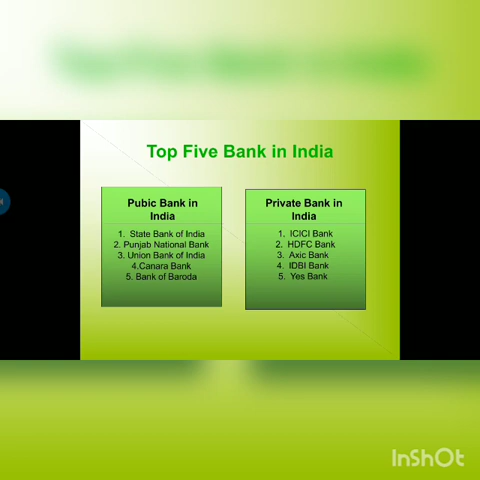 Top Five Bank in India
Pubic Bank in
India
1. State Bank of India
2. Punjab National Bank
3. Union Bank of India
4.Canara Bank
5. Bank of Baroda
Private Bank in
India
1. ICICI Bank
2. HDFC Bank
3. Axic Bank
4. IDBI Bank
5. Yes Bank
InShOt